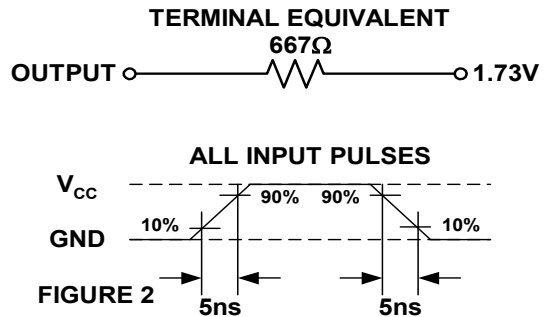 TERMINAL EQUIVALENT
667Ω
OUTPUT 1.73V
ALL INPUT PULSES
VCC
10% 90% 90% 10%
GND
FIGURE 2
5ns 5ns